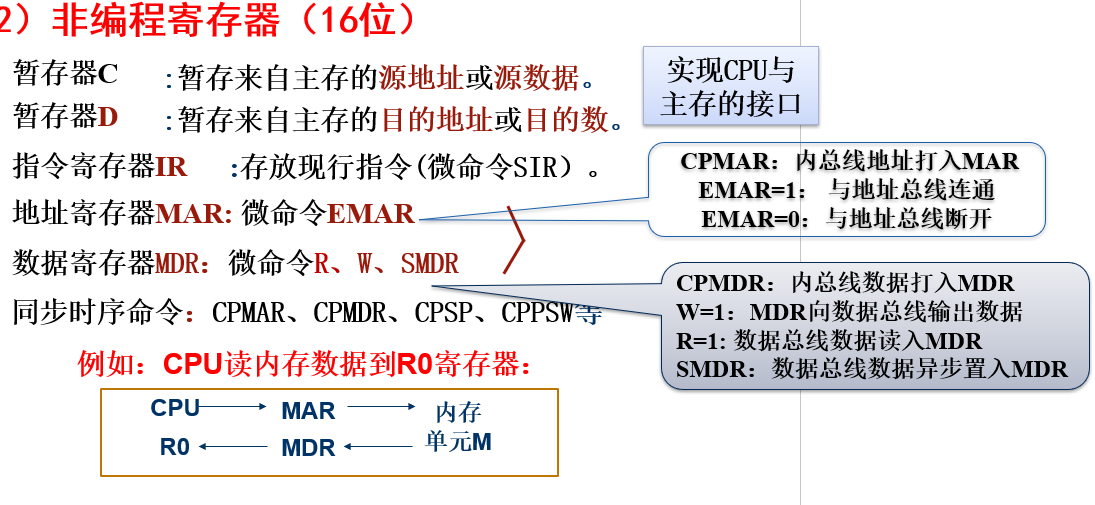 2）非编程寄存器（16位）
暂存器C :暂存来自主存的源地址或源数据。
暂存器D :暂存来自主存的目的地址或目的数。
实现CPU与
主存的接口
指令寄存器IR :存放现行指令(微命令SIR）。
地址寄存器MAR: 微命令EMAR
CPMAR：内总线地址打入MAR
EMAR=1： 与地址总线连通
EMAR=0：与地址总线断开
数据寄存器MDR：微命令R、W、SMDR
CPMDR：内总线数据打入MDR
W=1：MDR向数据总线输出数据
R=1: 数据总线数据读入MDR
SMDR：数据总线数据异步置入MDR
同步时序命令：CPMAR、CPMDR、CPSP、CPPSW等
例如：CPU读内存数据到R0寄存器：
CPU MAR 内存
R0 MDR 单元M